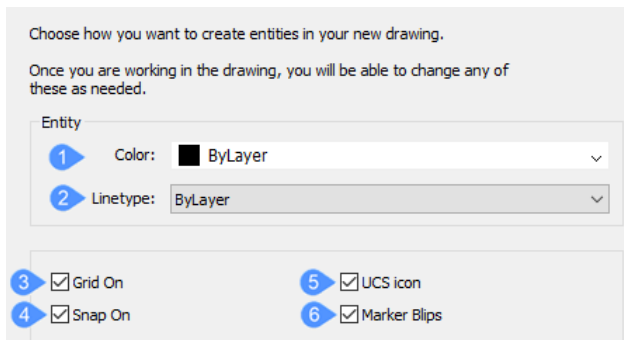 Choose how you want to create entities in your new drawing.
Once you are working in the drawing, you will be able to change any of
these as needed.
Entity
1 Color: ByLayer
2 Linetype: ByLayer
3 Grid On 5 UCS icon
4 Snap On 6 Marker Blips